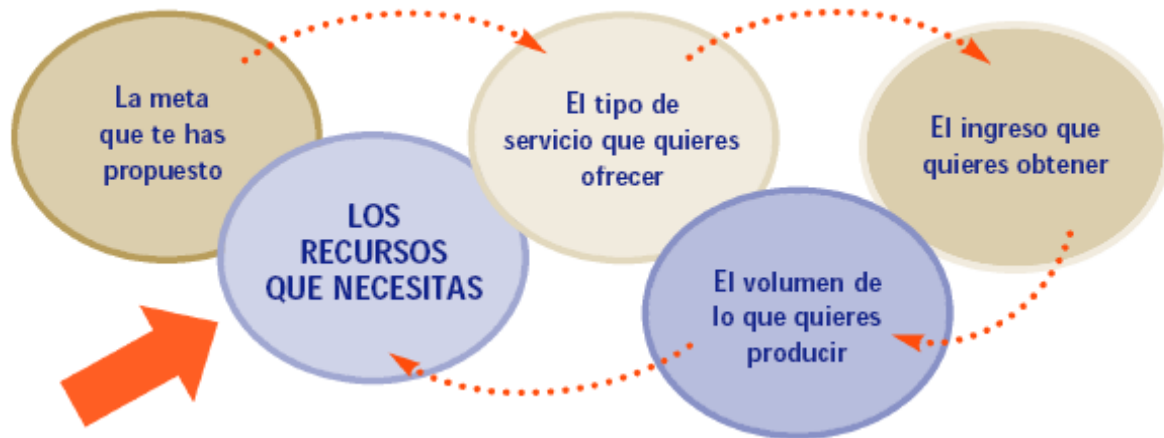 La meta
que te has
propuesto
El tipo de
servicio que quieres
ofrecer
El ingreso que
quieres obtener
El volumen de
lo que quieres
producir
LOS
RECURSOS
QUE NECESITAS